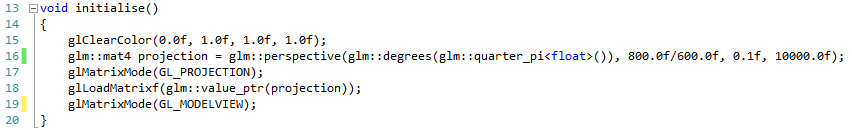 13 void initialise()
14 {
15 glClearColor(0.0f, 1.0f, 1.0f, 1.0f);
16 glm::mat4 projection = glm::perspective(glm::degrees(glm::quarter_pi<float>()), 800.0f/600.0f, 0.1f, 10000.0f);
17 glMatrixMode(GL_PROJECTION);
18 glLoadMatrixf(glm::value_ptr(projection));
19 glMatrixMode(GL_MODELVIEW);
20 }